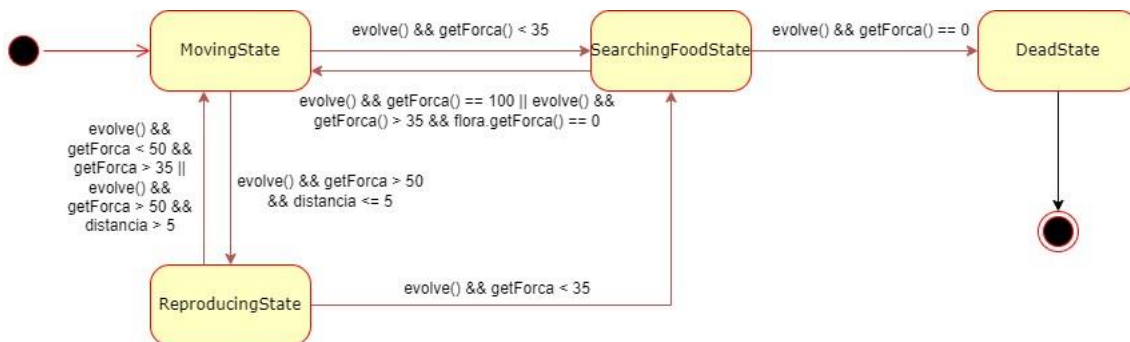 evolve() && getForca() < 35
evolve() && getForca() == 0
MovingState
SearchingFoodState
DeadState
evolve() && getForca() == 100 || evolve() &&
getForca() > 35 && flora.getForca() == 0
evolve() &&
getForca < 50 &&
getForca > 35 ||
evolve() &&
getForca > 50 &&
distancia > 5
evolve() && getForca > 50
&& distancia <= 5
ReproducingState
evolve() && getForca < 35